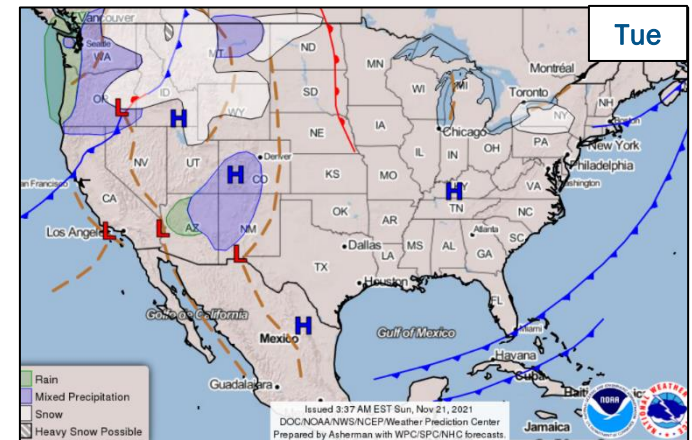 Tue
Vancouver
Seattle
WA
MT
ND
MN
Montréal
OR
ID
SD
WI
MI
Toronto
NH
L
H
WY
NY
Boston
NE
IA
Chicago
PA
New York
NV
UT
Denver
IL
IN
OH
Philadelphia
San Francisco
H
CO
KS
MO
H
KY
VA
Washington
CA
TN
NC
Los Angeles
L
L
AZ
NM
OK
AR
Atlanta
SC
L
Dallas
MS
AL
GA
TX
LA
Houston
FL
Golfo de California
H
Mexico
Gulf of Mexico
Miami
Havana
Cuba
Guadalajara
Jamaica
Rain
Mixed Precipitation
Snow
Heavy Snow Possible
Issued 3:37 AM EST Sun, Nov 21, 2021
DOC/NOAA/NWS/NCEP/Weather Prediction Center
Prepared by Asherman with WPC/SPC/NHC forecasts.
NOAA